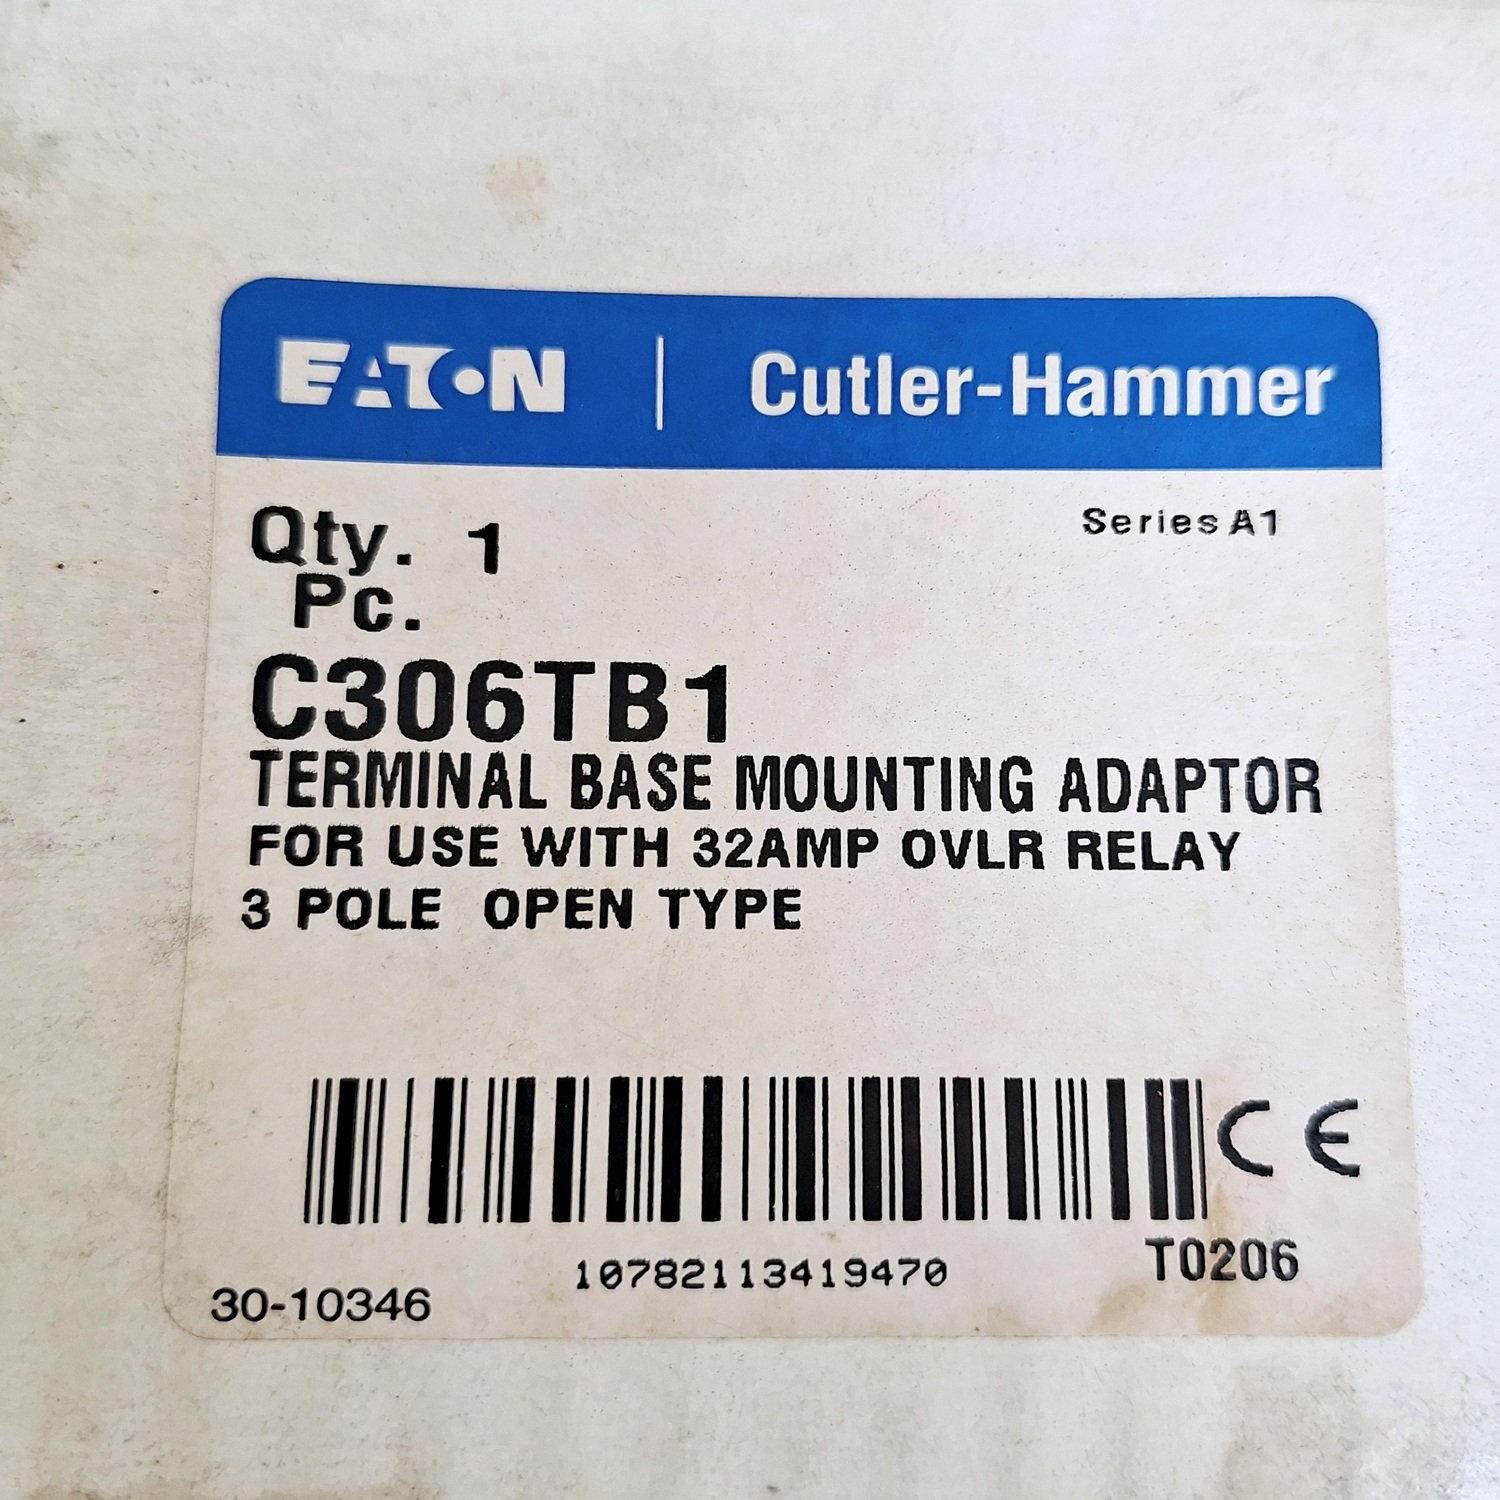 EATON | Cutler-Hammer
Qty. 1
Series A1
Pc.
C306TB1
TERMINAL BASE MOUNTING ADAPTOR
FOR USE WITH 32AMP OVLR RELAY
3 POLE OPEN TYPE
CE
10782113419470
T0206
30-10346